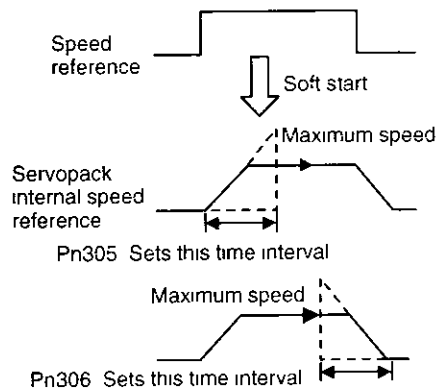 Speed
reference
Soft start
Maximum speed
Servopack
internal speed
reference
Pn305 Sets this time interval
Maximum speed
Pn306 Sets this time interval